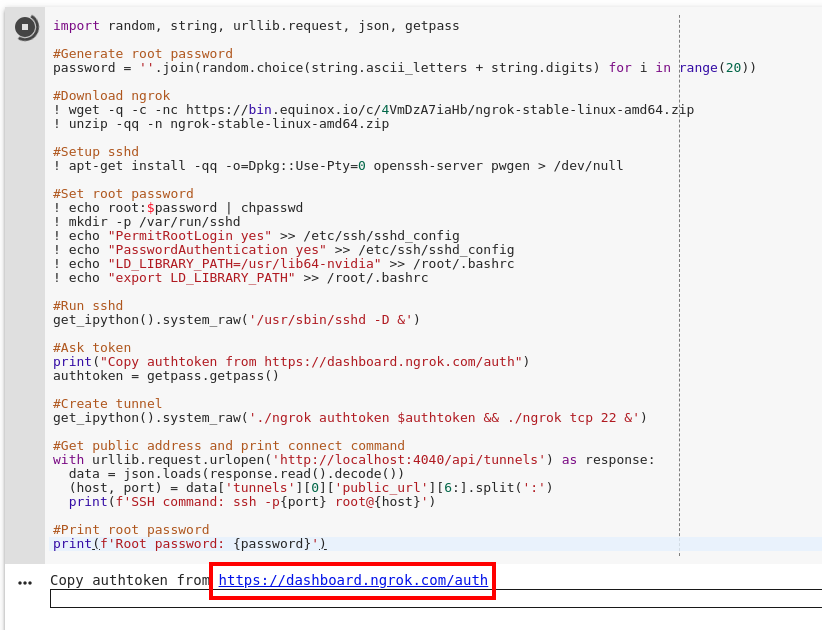 import random, string, urllib.request, json, getpass
#Generate root password
password = ''.join(random.choice(string.ascii_letters + string.digits) for i in range(20))
#Download ngrok
! wget -q -c -nc https://bin.equinox.io/c/4VmDzA7iaHb/ngrok-stable-linux-amd64.zip
! unzip -qq -n ngrok-stable-linux-amd64.zip
#Setup sshd
! apt-get install -qq -o=Dpkg::Use-Pty=0 openssh-server pwgen > /dev/null
#Set root password
! echo root:$password | chpasswd
! mkdir -p /var/run/sshd
! echo "PermitRootLogin yes" >> /etc/ssh/sshd_config
! echo "PasswordAuthentication yes" >> /etc/ssh/sshd_config
! echo "LD_LIBRARY_PATH=/usr/lib64-nvidia" >> /root/.bashrc
! echo "export LD_LIBRARY_PATH" >> /root/.bashrc
#Run sshd
get_ipython().system_raw('/usr/sbin/sshd -D &')
#Ask token
print("Copy authtoken from https://dashboard.ngrok.com/auth")
authtoken = getpass.getpass()
#Create tunnel
get_ipython().system_raw('./ngrok authtoken $authtoken && ./ngrok tcp 22 &')
#Get public address and print connect command
with urllib.request.urlopen('http://localhost:4040/api/tunnels') as response:
  data = json.loads(response.read().decode())
  (host, port) = data['tunnels'][0]['public_url'][6:].split(':')
  print(f'SSH command: ssh -p{port} root@{host}')
#Print root password
print(f'Root password: {password}')
Copy authtoken from https://dashboard.ngrok.com/auth